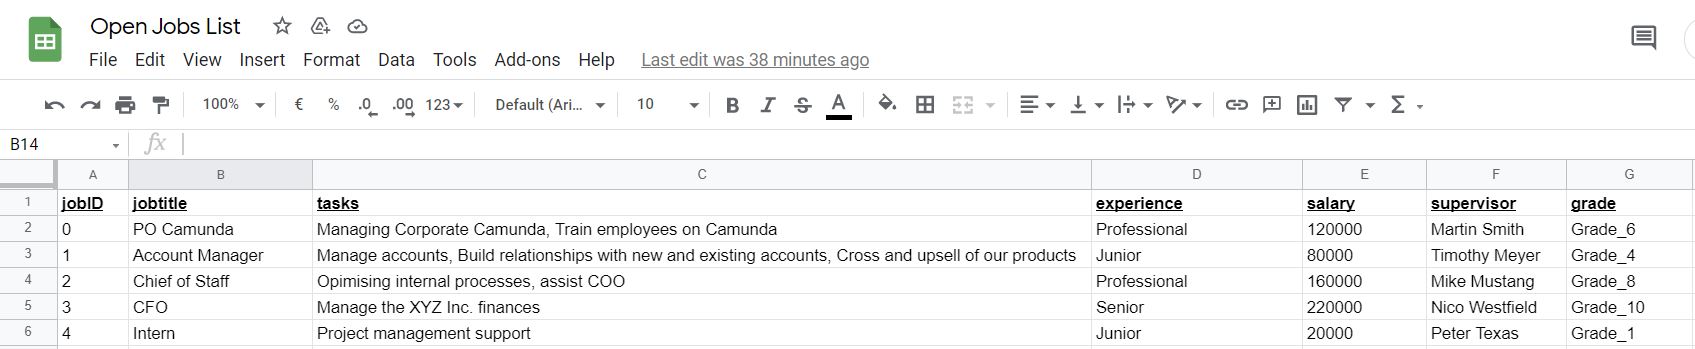 Open Jobs List
File Edit View Insert Format Data Tools Add-ons Help Last edit was 38 minutes ago
100% € % .0 .00 123 Default (Ari... 10 B I S A
B14 fx
A B C D E F G
1 jobID jobtitle tasks experience salary supervisor grade
2 0 PO Camunda Managing Corporate Camunda, Train employees on Camunda Professional 120000 Martin Smith Grade_6
3 1 Account Manager Manage accounts, Build relationships with new and existing accounts, Cross and upsell of our products Junior 80000 Timothy Meyer Grade_4
4 2 Chief of Staff Opimising internal processes, assist COO Professional 160000 Mike Mustang Grade_8
5 3 CFO Manage the XYZ Inc. finances Senior 220000 Nico Westfield Grade_10
6 4 Intern Project management support Junior 20000 Peter Texas Grade_1